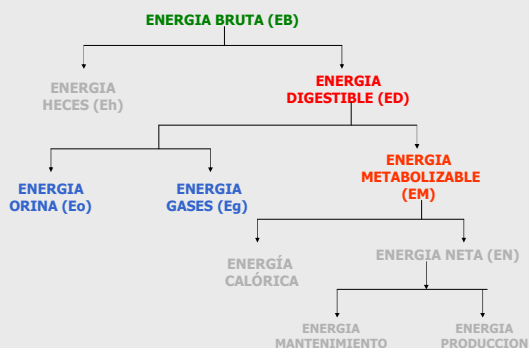 ENERGIA BRUTA (EB)
ENERGIA
HECES (Eh)
ENERGIA
DIGESTIBLE (ED)
ENERGIA
ORINA (Eo)
ENERGIA
GASES (Eg)
ENERGIA
METABOLIZABLE
(EM)
ENERGÍA
CALÓRICA
ENERGIA NETA (EN)
ENERGIA
MANTENIMIENTO
ENERGIA
PRODUCCION